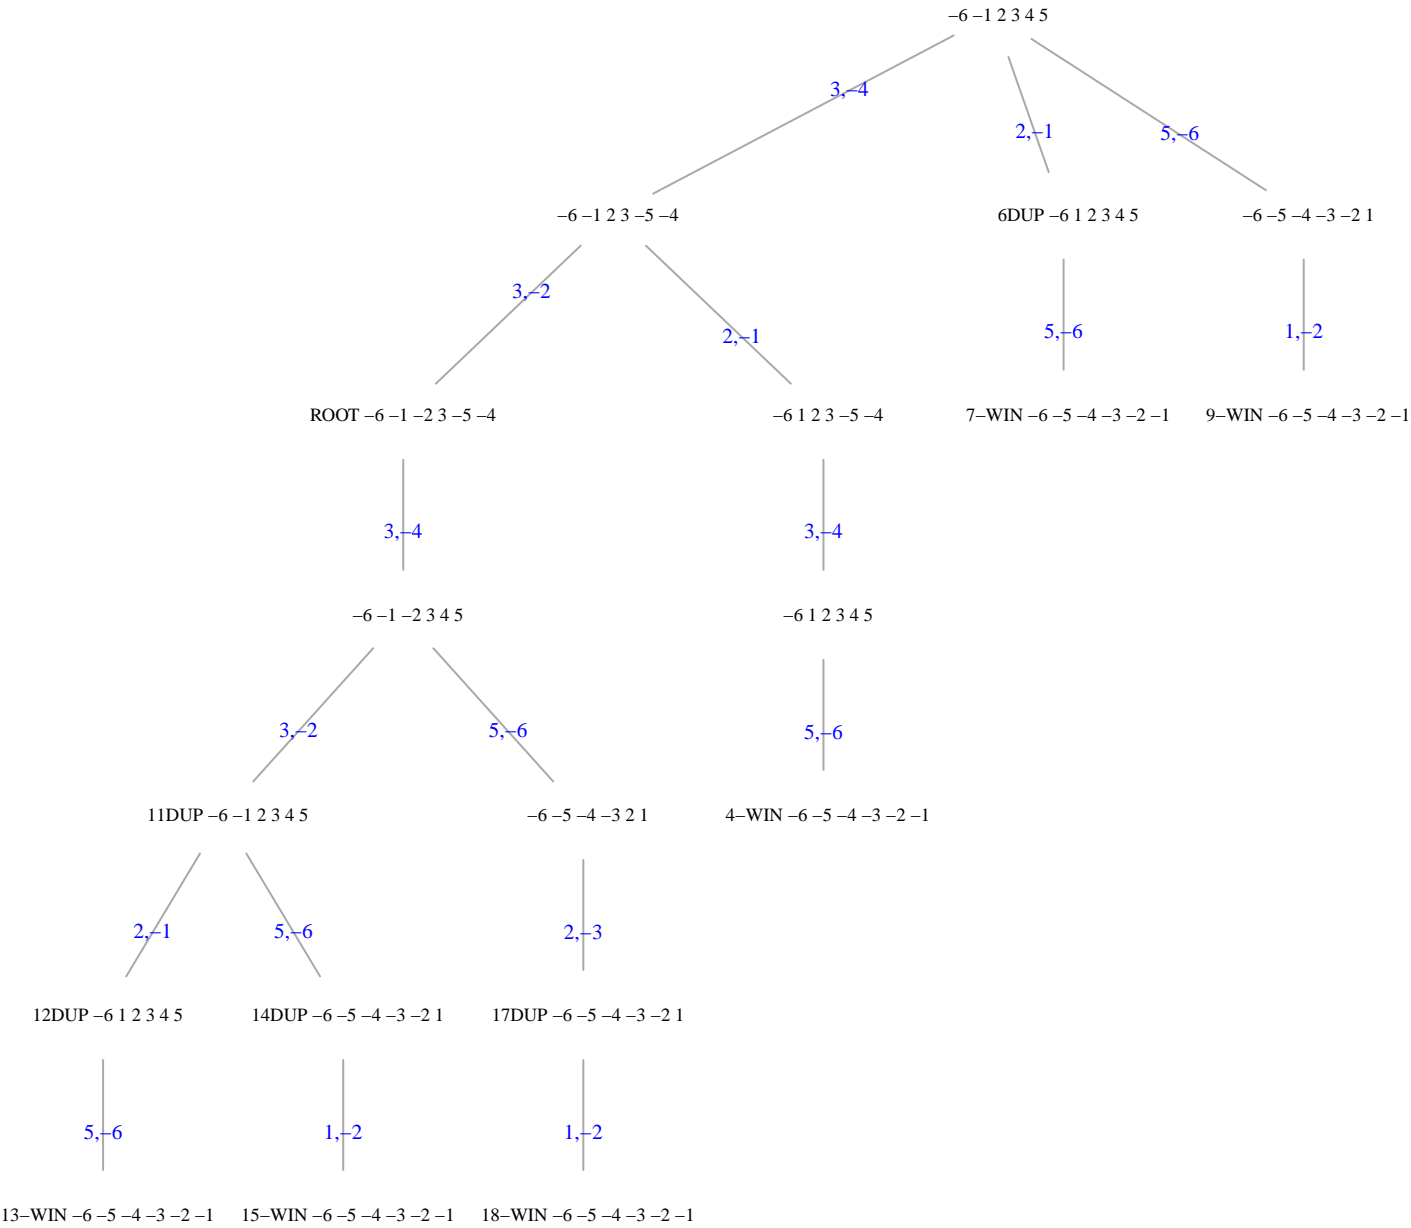 –6 –1 2 3 4 5
3,–4
2,–1
5,–6
–6 –1 2 3 –5 –4
6DUP –6 1 2 3 4 5
–6 –5 –4 –3 –2 1
3,–2
2,–1
5,–6
1,–2
ROOT –6 –1 –2 3 –5 –4
–6 1 2 3 –5 –4
7–WIN –6 –5 –4 –3 –2 –1
9–WIN –6 –5 –4 –3 –2 –1
3,–4
3,–4
–6 –1 –2 3 4 5
–6 1 2 3 4 5
3,–2
5,–6
5,–6
11DUP –6 –1 2 3 4 5
–6 –5 –4 –3 2 1
4–WIN –6 –5 –4 –3 –2 –1
2,–1
5,–6
2,–3
12DUP –6 1 2 3 4 5
14DUP –6 –5 –4 –3 –2 1
17DUP –6 –5 –4 –3 –2 1
5,–6
1,–2
1,–2
13–WIN –6 –5 –4 –3 –2 –1
15–WIN –6 –5 –4 –3 –2 –1
18–WIN –6 –5 –4 –3 –2 –1